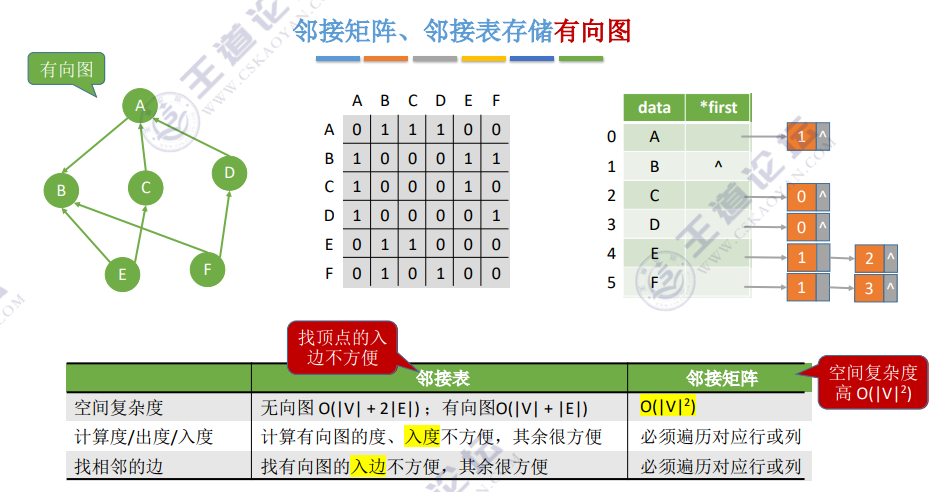 邻接矩阵、邻接表存储有向图
有向图
A
B
C
D
E
F
A B C D E F
A 0 1 1 1 0 0
B 1 0 0 0 1 1
C 1 0 0 0 1 0
D 1 0 0 0 0 1
E 0 1 1 0 0 0
F 0 1 0 1 0 0
data *first
0 A 1 ^
1 B ^
2 C 0 ^
3 D 0 ^
4 E 1 2 ^
5 F 1 3 ^
找顶点的入
边不方便
空间复杂度
高 O(|V|²)
邻接表 邻接矩阵
空间复杂度 无向图 O(|V| + 2|E|)；有向图O(|V| + |E|) O(|V|²)
计算度/出度/入度 计算有向图的度、入度不方便，其余很方便 必须遍历对应行或列
找相邻的边 找有向图的入边不方便，其余很方便 必须遍历对应行或列
王道论坛
WWW.CSKAOYAN.COM
王道论坛
WWW.CSKAOYAN.COM